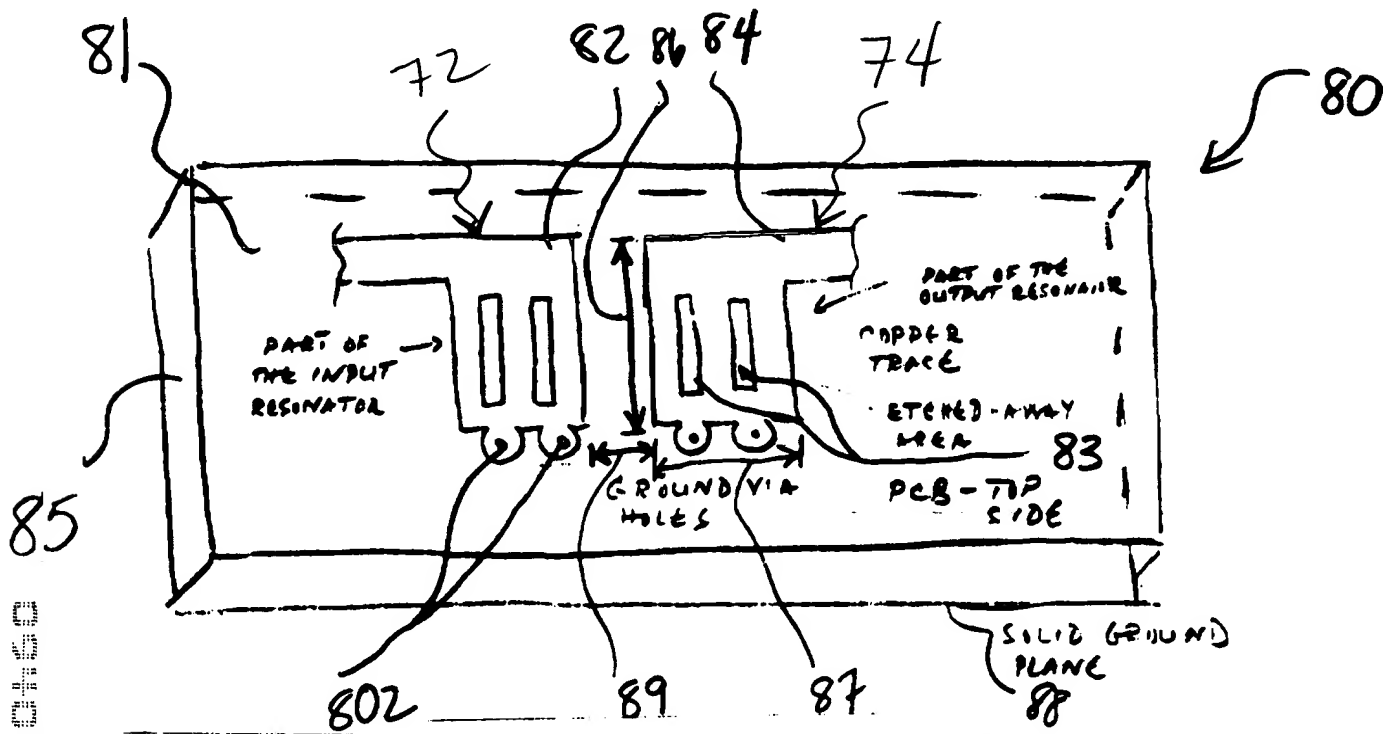 81
72
82 86 84
74
80
PART OF THE
OUTPUT RESONATOR
PART OF
THE INPUT
RESONATOR
COPPER
TRACE
ETCHED-AWAY
AREA
83
GROUND VIA
HOLES
PCB-TOP
SIDE
85
SOLID GROUND
PLANE
88
802
89
87